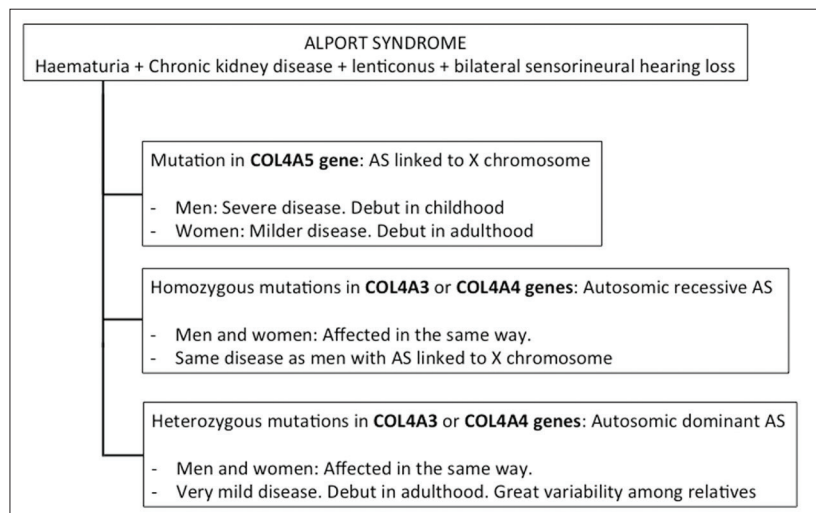 ALPORT SYNDROME
Haematuria + Chronic kidney disease + lenticonus + bilateral sensorineural hearing loss
Mutation in COL4A5 gene: AS linked to X chromosome
- Men: Severe disease. Debut in childhood
- Women: Milder disease. Debut in adulthood
Homozygous mutations in COL4A3 or COL4A4 genes: Autosomic recessive AS
- Men and women: Affected in the same way.
- Same disease as men with AS linked to X chromosome
Heterozygous mutations in COL4A3 or COL4A4 genes: Autosomic dominant AS
- Men and women: Affected in the same way.
- Very mild disease. Debut in adulthood. Great variability among relatives